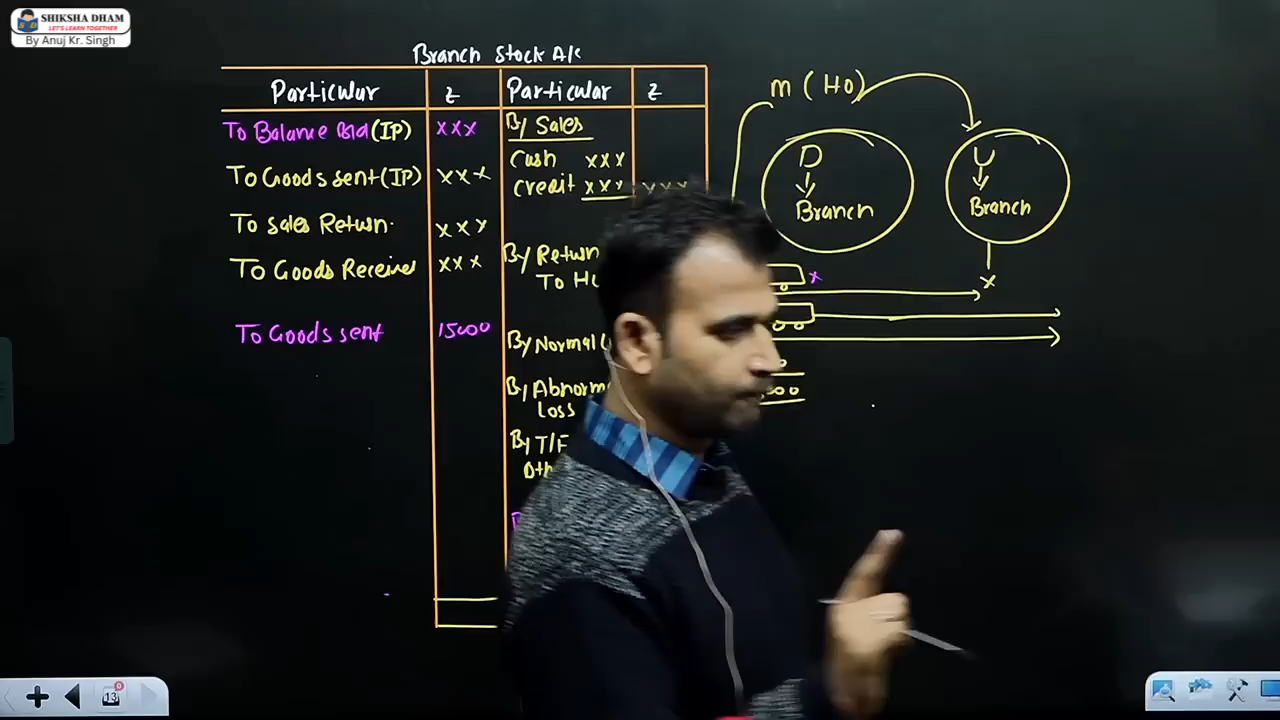 SHIKSHA DHAM
LET'S LEARN TOGETHER
By Anuj Kr. Singh
Branch Stock A/c
Particular ₹ Particular ₹
To Balance b/d (IP) xxx
To Goods sent (IP) xxx
To Sales Return xxx
To Goods Received xxx
To Goods sent 15000
By Sales
Cash xxx
Credit xxx xxx
By Return
To
By Normal
By Abnorm
Loss
By T/F
m (HO)
D
Branch
x
U
Branch
x
13
0